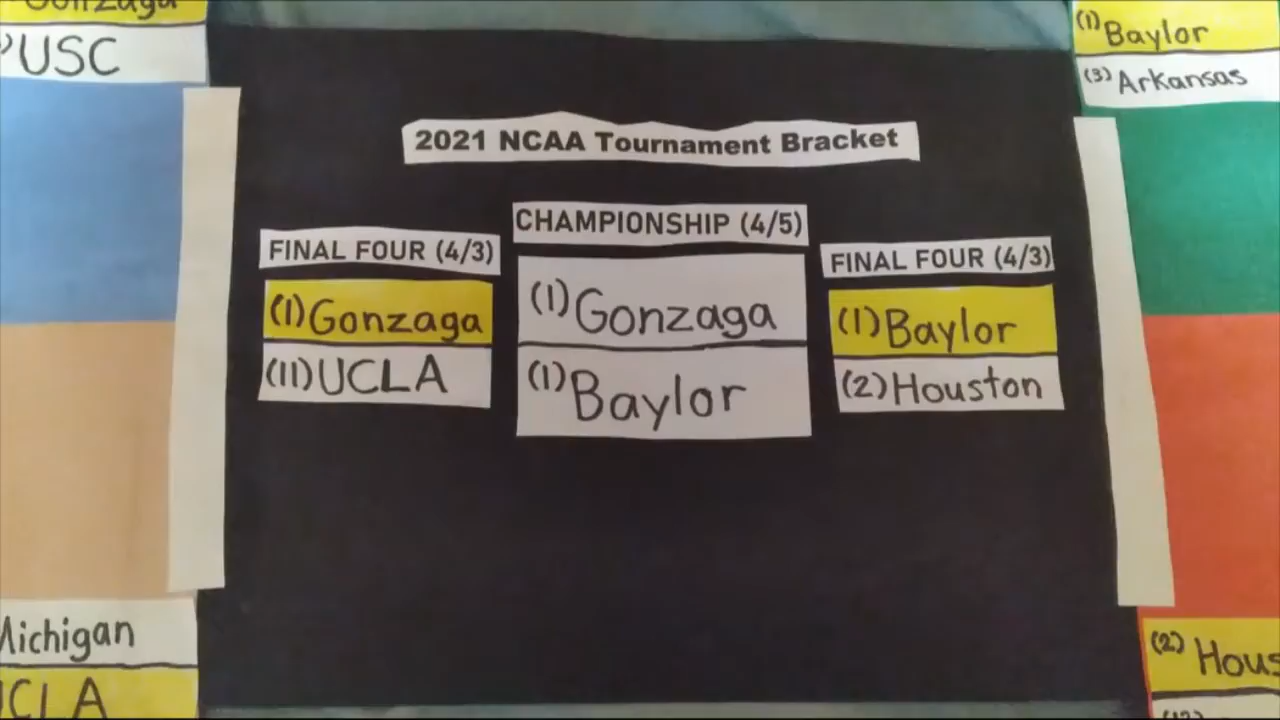 USC
(1) Baylor
(3) Arkansas
2021 NCAA Tournament Bracket
FINAL FOUR (4/3)
(1) Gonzaga
(11) UCLA
CHAMPIONSHIP (4/5)
(1) Gonzaga
(1) Baylor
FINAL FOUR (4/3)
(1) Baylor
(2) Houston
Michigan
UCLA
(2) Hous